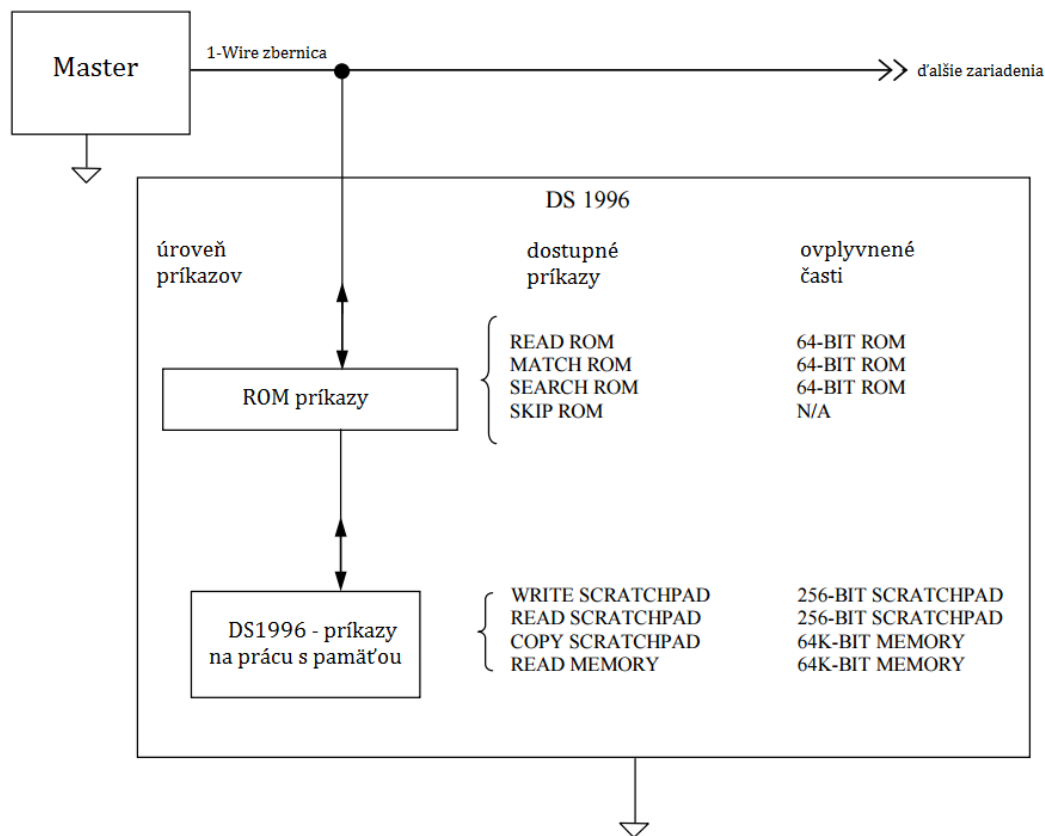 Master
1-Wire zbernica
ďalšie zariadenia
DS 1996
úroveň
príkazov
dostupné
príkazy
ovplyvnené
časti
READ ROM 64-BIT ROM
MATCH ROM 64-BIT ROM
SEARCH ROM 64-BIT ROM
SKIP ROM N/A
ROM príkazy
WRITE SCRATCHPAD 256-BIT SCRATCHPAD
READ SCRATCHPAD 256-BIT SCRATCHPAD
COPY SCRATCHPAD 64K-BIT MEMORY
READ MEMORY 64K-BIT MEMORY
DS1996 - príkazy
na prácu s pamäťou